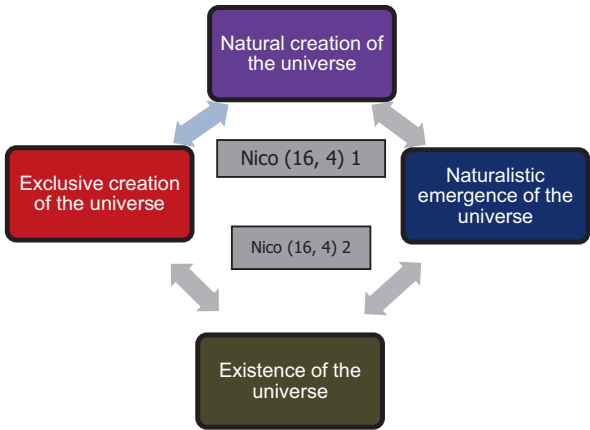 Natural creation of
the universe
Nico (16, 4) 1
Exclusive creation
of the universe
Naturalistic
emergence of the
universe
Nico (16, 4) 2
Existence of the
universe